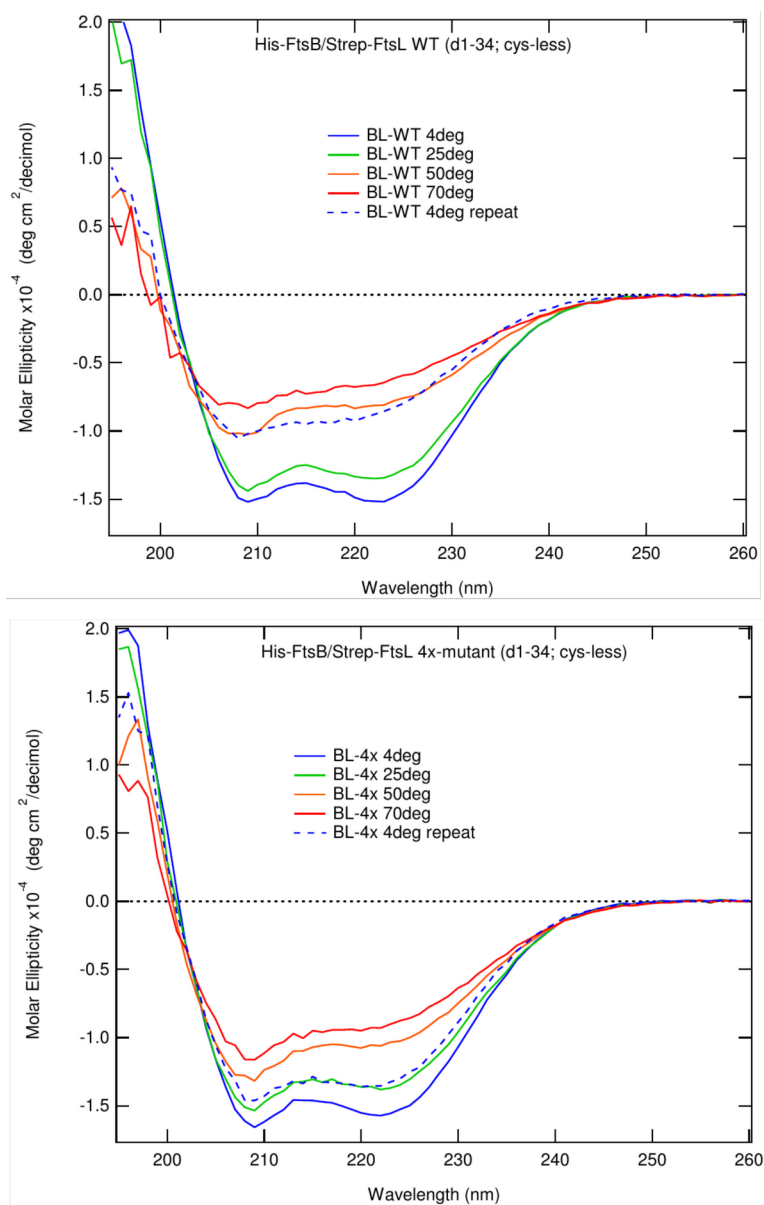 His-FtsB/Strep-FtsL WT (d1-34; cys-less)
BL-WT 4deg
BL-WT 25deg
BL-WT 50deg
BL-WT 70deg
BL-WT 4deg repeat
Molar Ellipticity x10⁻⁴ (deg cm²/decimol)
2.0
1.5
1.0
0.5
0.0
-0.5
-1.0
-1.5
200 210 220 230 240 250 260
Wavelength (nm)
His-FtsB/Strep-FtsL 4x-mutant (d1-34; cys-less)
BL-4x 4deg
BL-4x 25deg
BL-4x 50deg
BL-4x 70deg
BL-4x 4deg repeat
Molar Ellipticity x10⁻⁴ (deg cm²/decimol)
2.0
1.5
1.0
0.5
0.0
-0.5
-1.0
-1.5
200 210 220 230 240 250 260
Wavelength (nm)